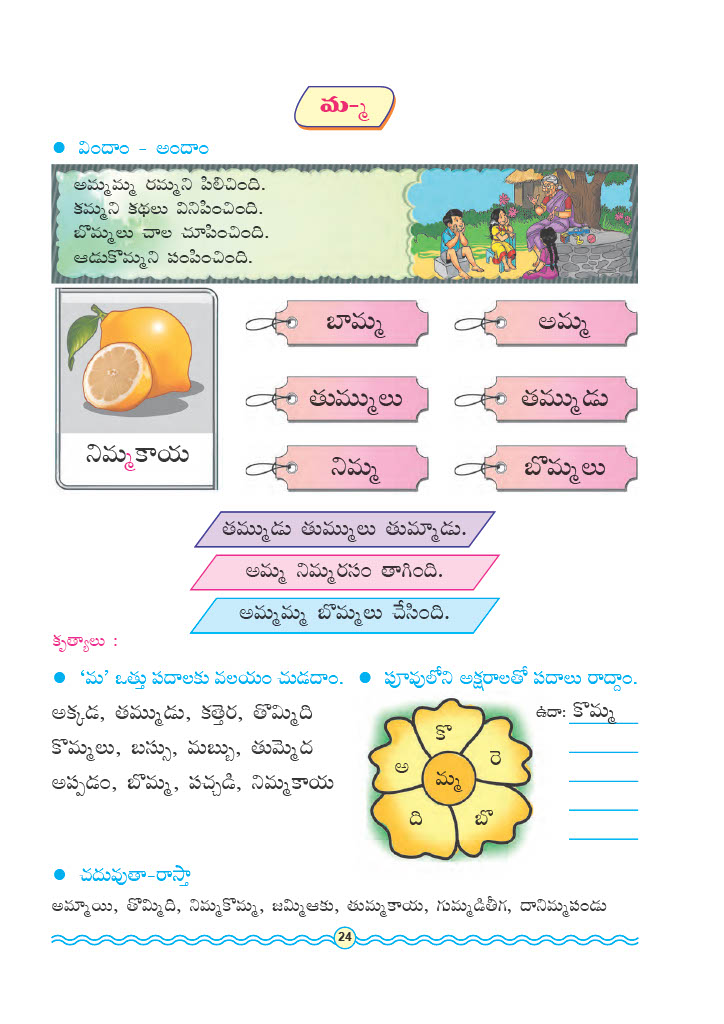 మ-్మ
● విందాం - అందాం
అమ్మమ్మ రమ్మని పిలిచింది.
కమ్మని కథలు వినిపించింది.
బొమ్మలు చాల చూపించింది.
ఆడుకొమ్మని పంపించింది.
బామ్మ అమ్మ
తుమ్ములు తమ్ముడు
నిమ్మకాయ
నిమ్మ బొమ్మలు
తమ్ముడు తుమ్ములు తుమ్మాడు.
అమ్మ నిమ్మరసం తాగింది.
అమ్మమ్మ బొమ్మలు చేసింది.
కృత్యాలు :
● ‘మ’ ఒత్తు పదాలకు వలయం చుడదాం.
అక్కడ, తమ్ముడు, కత్తెర, తొమ్మిది
కొమ్మలు, బస్సు, మబ్బు, తుమ్మెద
అప్పడం, బొమ్మ, పచ్చడి, నిమ్మకాయ
● పూవులోని అక్షరాలతో పదాలు రాద్దాం.
కొ
అ రె
మ్మ
ది బొ
ఉదా: కొమ్మ
● చదువుతా-రాస్తా
అమ్మాయి, తొమ్మిది, నిమ్మకొమ్మ, జమ్మిఆకు, తుమ్మకాయ, గుమ్మడితీగ, దానిమ్మపండు
24